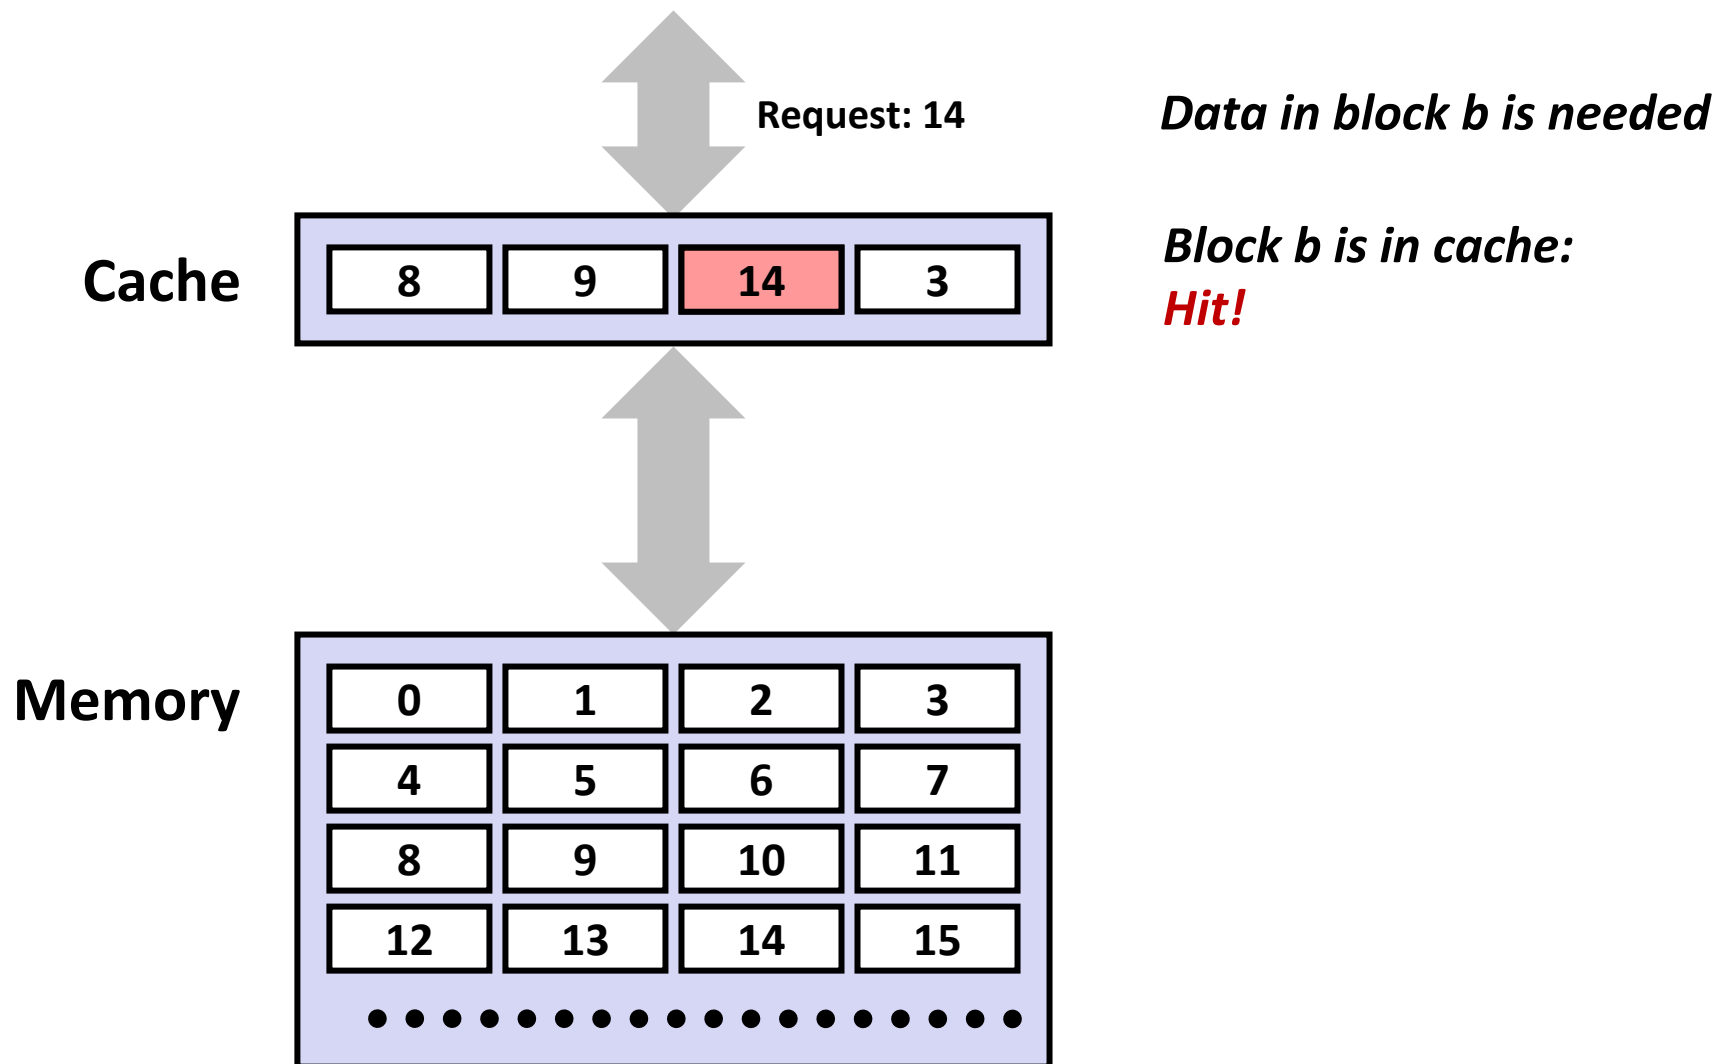 Request: 14
Data in block b is needed
Cache
8 9 14 3
Block b is in cache:
Hit!
Memory
0 1 2 3
4 5 6 7
8 9 10 11
12 13 14 15